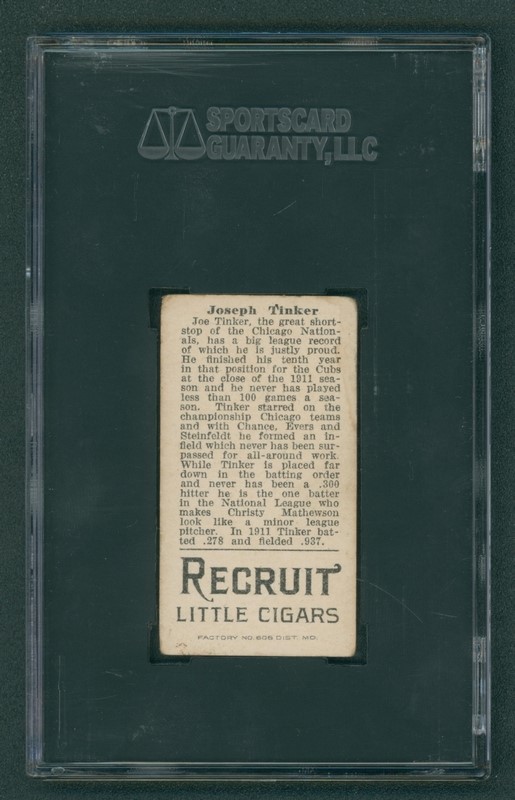 SPORTSCARD
GUARANTY, LLC
Joseph Tinker
Joe Tinker, the great short-
stop of the Chicago Nation-
als, has a big league record
of which he is justly proud.
He finished his tenth year
in that position for the Cubs
at the close of the 1911 sea-
son and he never has played
less than 100 games a sea-
son. Tinker starred on the
championship Chicago teams
and with Chance, Evers and
Steinfeldt he formed an in-
field which never has been sur-
passed for all-around work.
While Tinker is placed far
down in the batting order
and never has been a .300
hitter he is the one batter
in the National League who
makes Christy Mathewson
look like a minor league
pitcher. In 1911 Tinker bat-
ted .278 and fielded .937.
RECRUIT
LITTLE CIGARS
FACTORY NO. 606 DIST. MD.